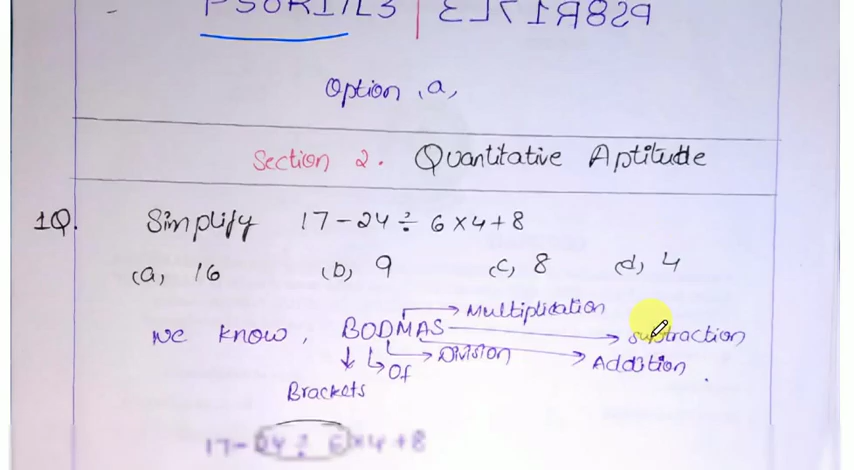 Option (a)
Section 2. Quantitative Aptitude
1Q. Simplify 17-24÷6×4+8
(a) 16 (b) 9 (c) 8 (d) 4
Multiplication
We know, BODMAS subtraction
Division Addition.
Of
Brackets
17-24÷6×4+8